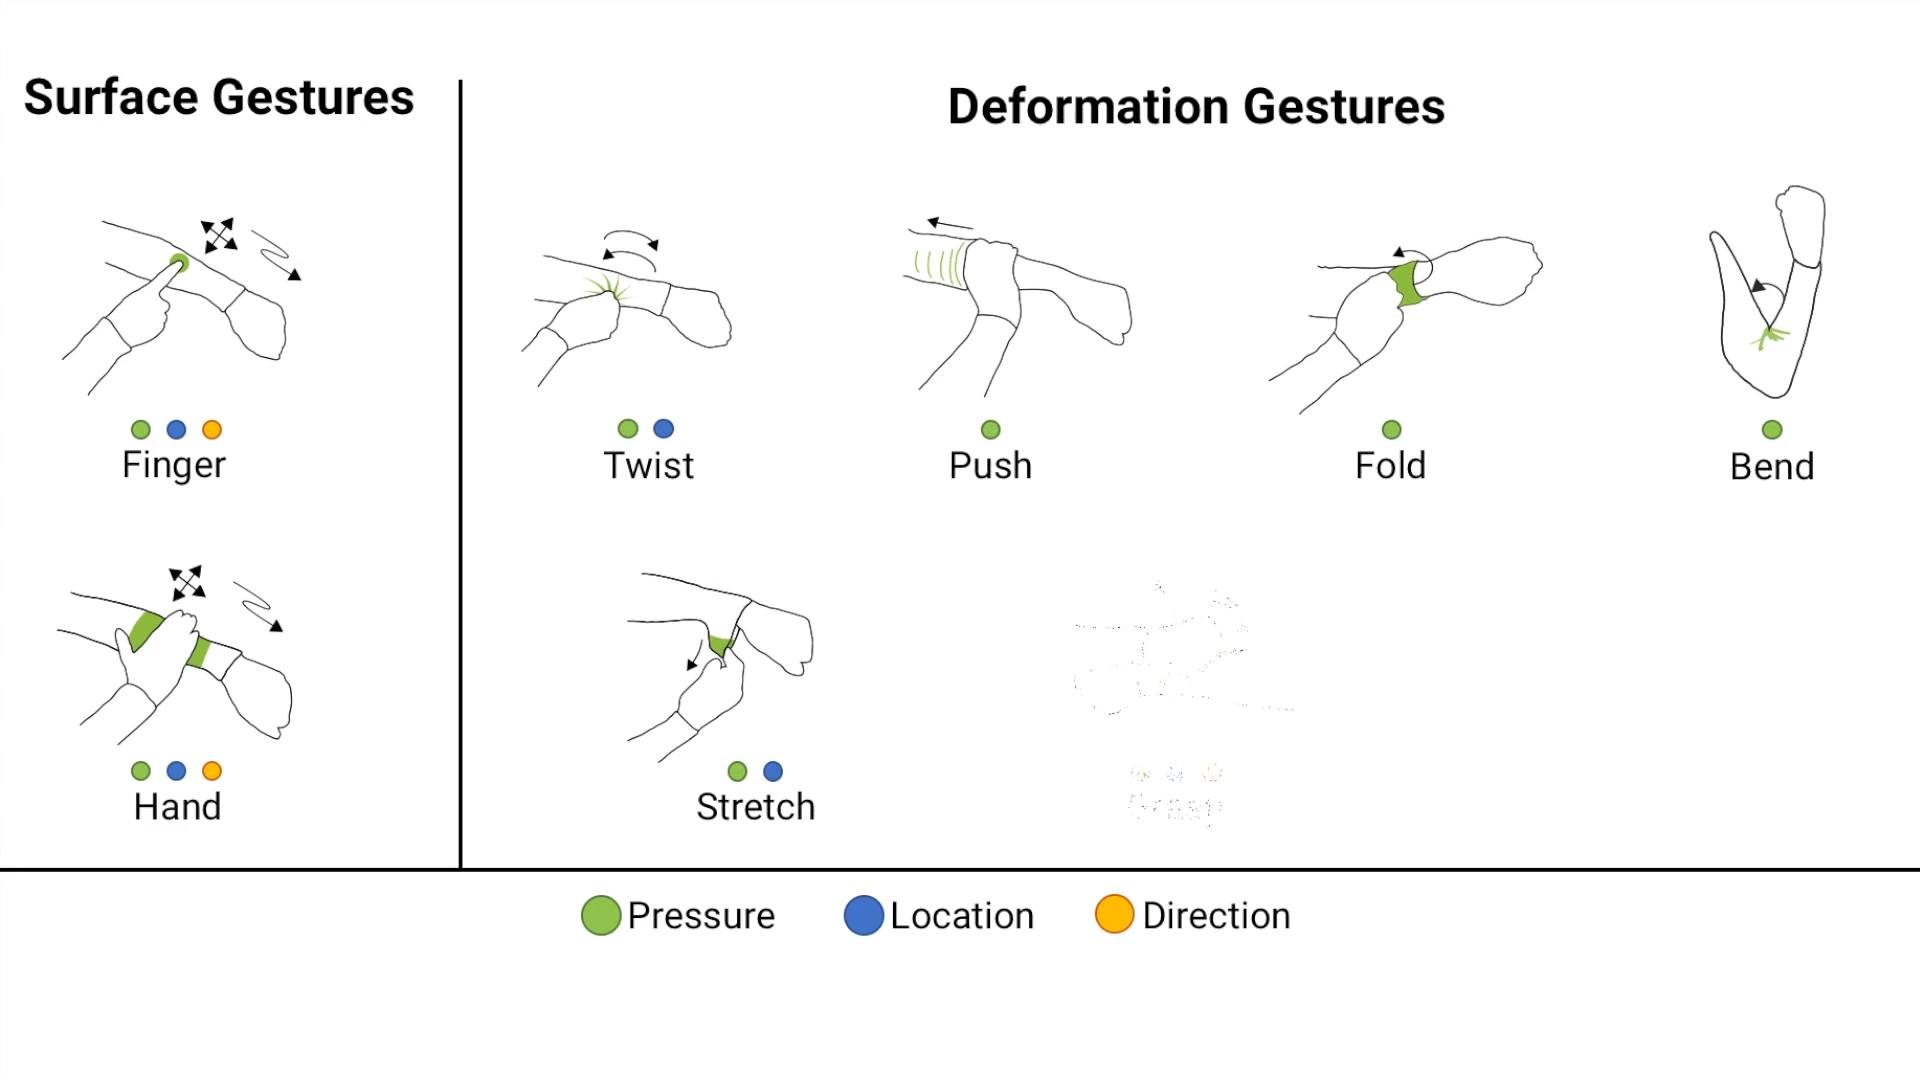 Surface Gestures
Deformation Gestures
Finger
Twist
Push
Fold
Bend
Hand
Stretch
Pressure
Location
Direction